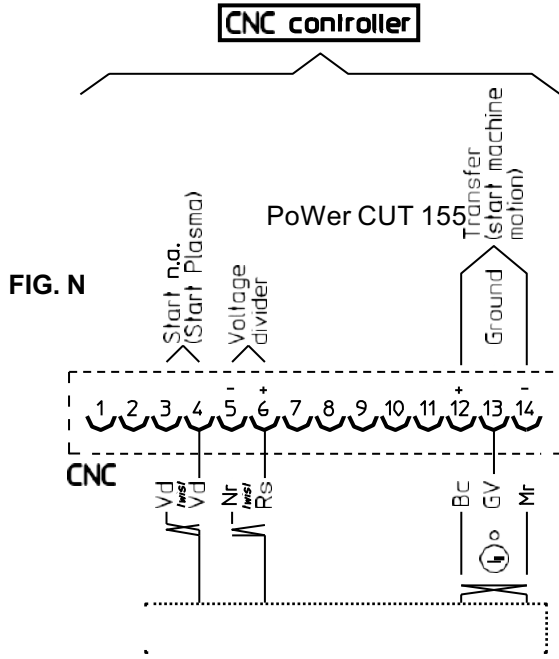 CNC controller
Start n.a.
(Start Plasma)
Voltage
divider
PoWer CUT 155
Transfer
(start machine
motion)
Ground
FIG. N
- + + -
1 2 3 4 5 6 7 8 9 10 11 12 13 14
CNC
Vd
Vd
Nr
Rs
Bc
GV
Mr